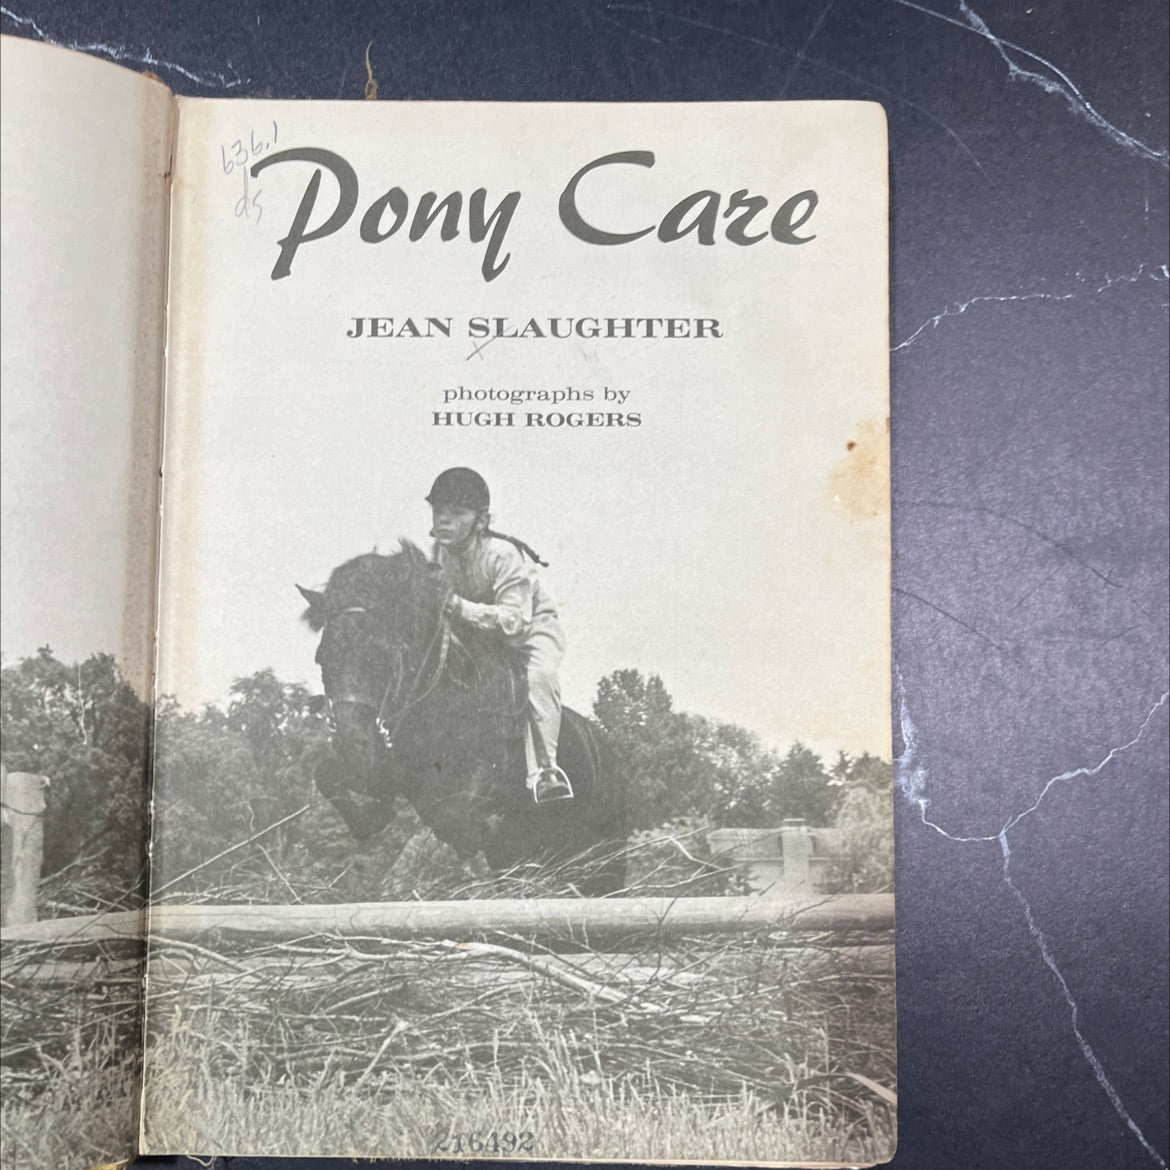 636.1
ds
Pony Care
JEAN SLAUGHTER
x
photographs by
HUGH ROGERS
216492